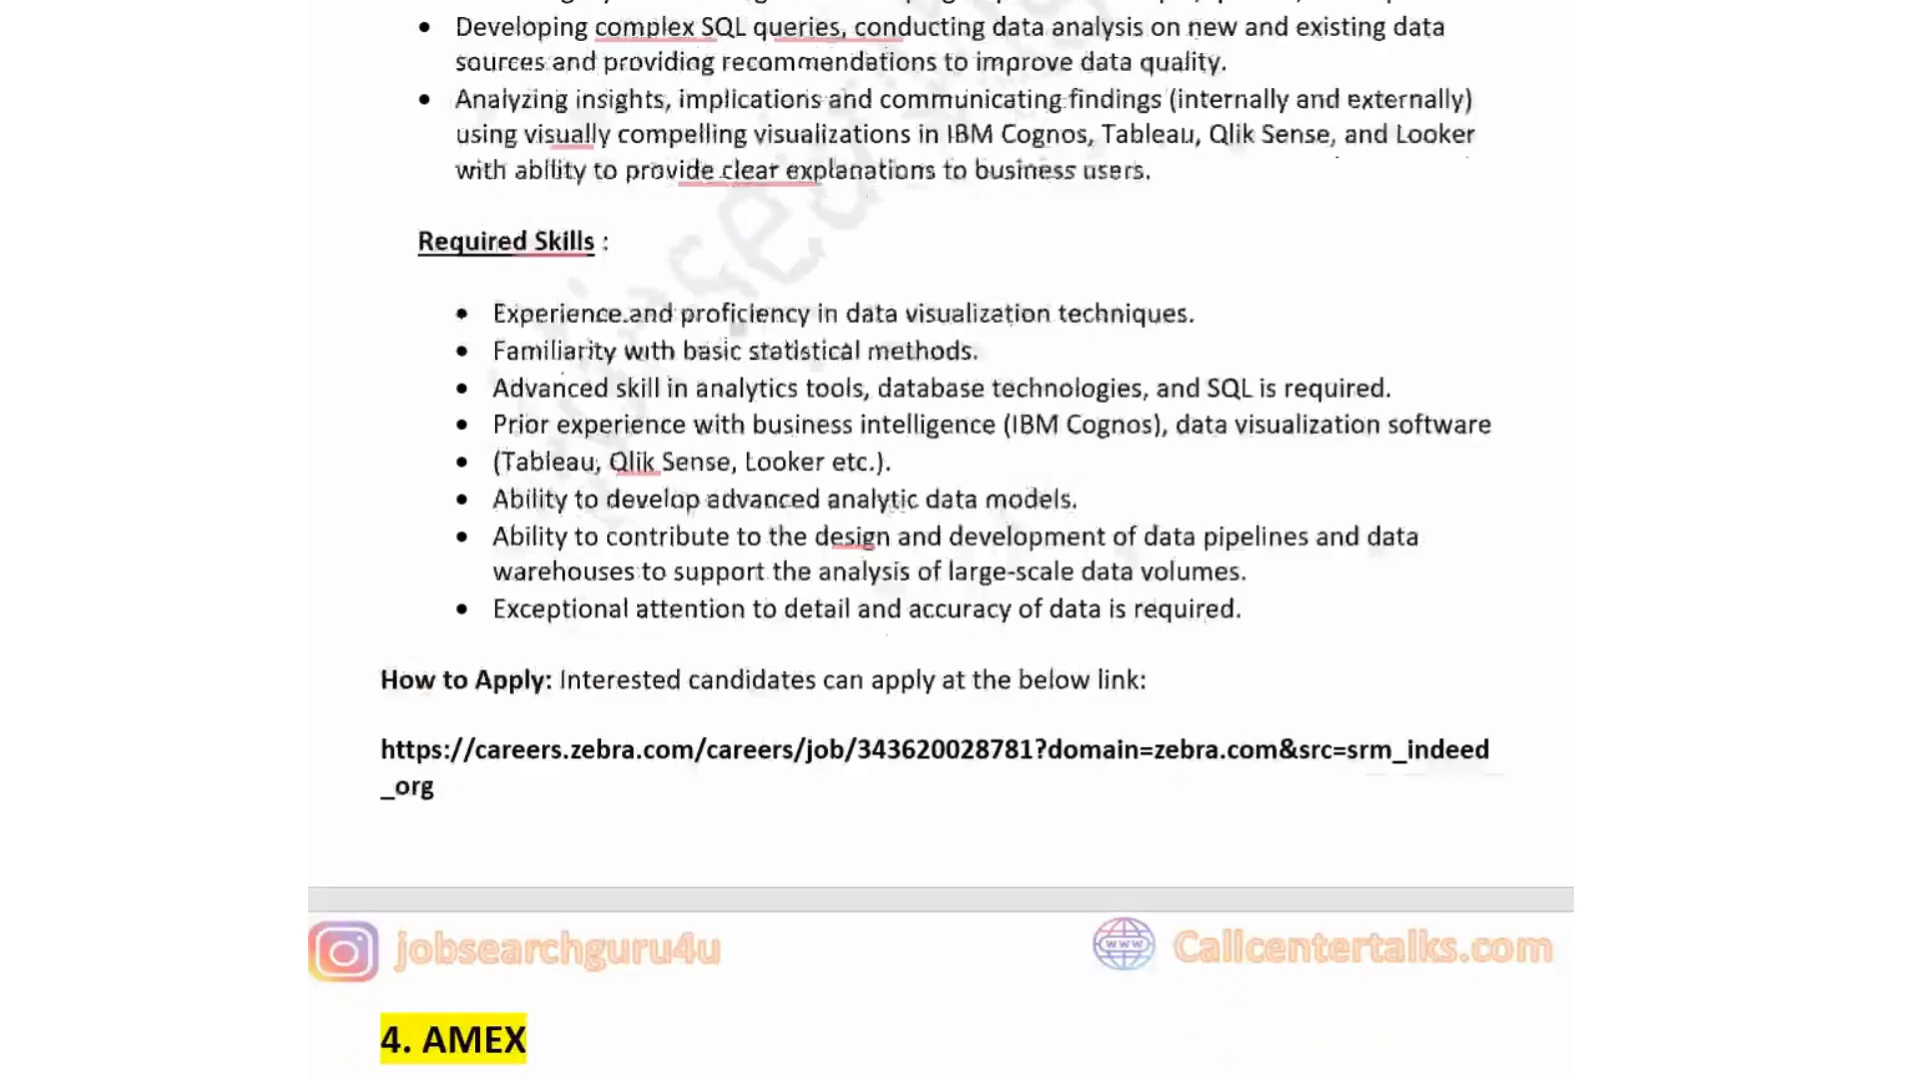 Developing complex SQL queries, conducting data analysis on new and existing data
sources and providing recommendations to improve data quality.
Analyzing insights, implications and communicating findings (internally and externally)
using visually compelling visualizations in IBM Cognos, Tableau, Qlik Sense, and Looker
with ability to provide clear explanations to business users.
Required Skills :
Experience and proficiency in data visualization techniques.
Familiarity with basic statistical methods.
Advanced skill in analytics tools, database technologies, and SQL is required.
Prior experience with business intelligence (IBM Cognos), data visualization software
(Tableau, Qlik Sense, Looker etc.).
Ability to develop advanced analytic data models.
Ability to contribute to the design and development of data pipelines and data
warehouses to support the analysis of large-scale data volumes.
Exceptional attention to detail and accuracy of data is required.
How to Apply: Interested candidates can apply at the below link:
https://careers.zebra.com/careers/job/343620028781?domain=zebra.com&src=srm_indeed
_org
jobsearchguru4u
www Callcentertalks.com
4. AMEX